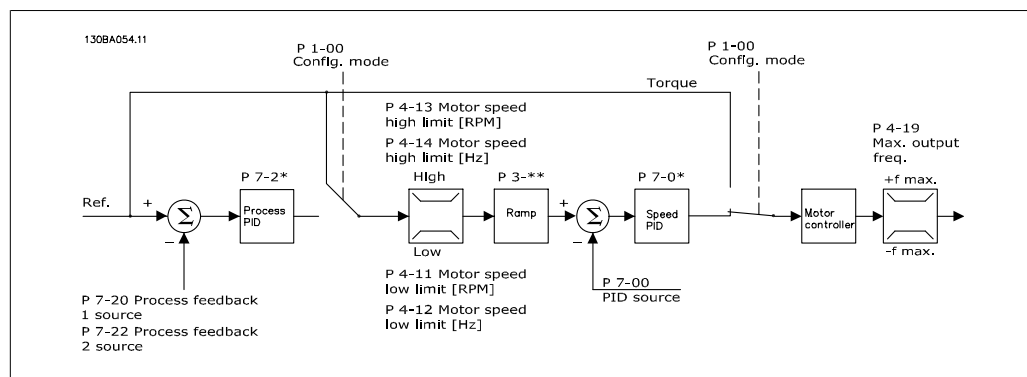 130BA054.11
P 1-00
Config. mode
P 1-00
Config. mode
Torque
P 4-13 Motor speed
high limit [RPM]
P 4-14 Motor speed
high limit [Hz]
P 4-19
Max. output
freq.
P 7-2*
HIgh
P 3-**
P 7-0*
+f max.
Ref.
+
Σ
Process
PID
Ramp
+
Σ
Speed
PID
Motor
controller
_
Low
_
-f max.
P 7-20 Process feedback
1 source
P 7-22 Process feedback
2 source
P 4-11 Motor speed
low limit [RPM]
P 4-12 Motor speed
low limit [Hz]
P 7-00
PID source